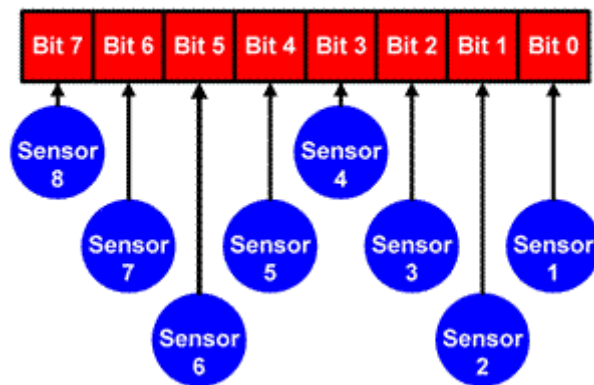 Bit 7 Bit 6 Bit 5 Bit 4 Bit 3 Bit 2 Bit 1 Bit 0
Sensor
8
Sensor
4
Sensor
7
Sensor
5
Sensor
3
Sensor
1
Sensor
6
Sensor
2